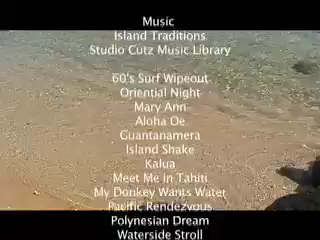 Music
Island Traditions
Studio Cutz Music Library
60's Surf Wipeout
Oriential Night
Mary Ann
Aloha Oe
Guantanamera
Island Shake
Kalua
Meet Me in Tahiti
My Donkey Wants Water
Pacific Rendezvous
Polynesian Dream
Waterside Stroll